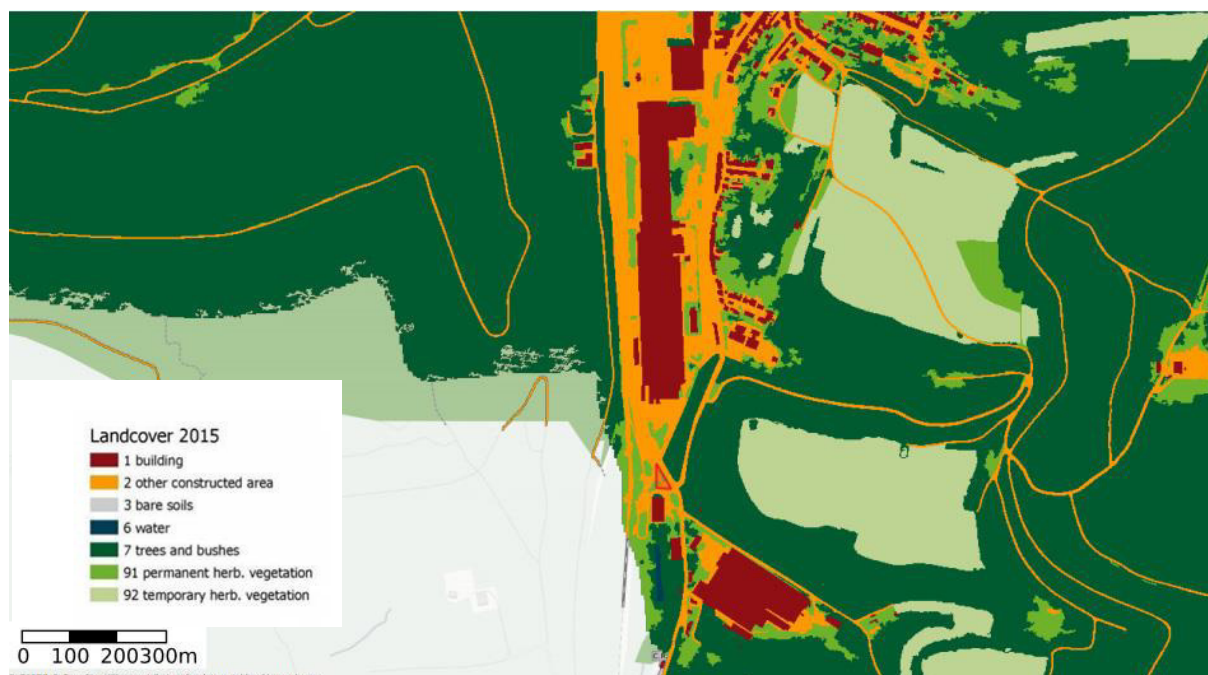 Landcover 2015
1 building
2 other constructed area
3 bare soils
6 water
7 trees and bushes
91 permanent herb. vegetation
92 temporary herb. vegetation
0 100 200300m